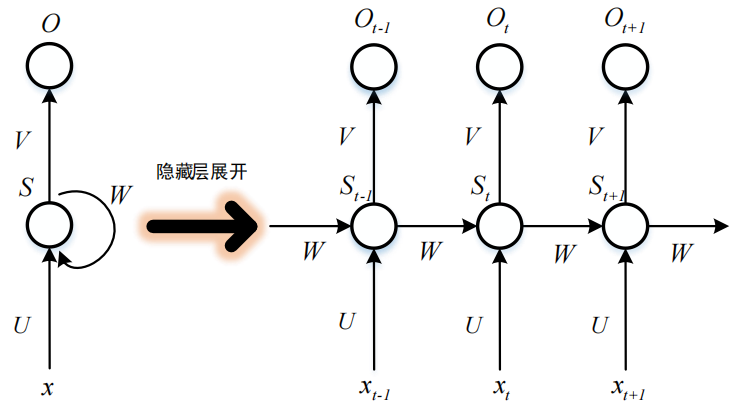 O
V
S
W
U
x
隐藏层展开
O_{t-1} O_t O_{t+1}
V V V
S_{t-1} S_t S_{t+1}
W W W W
U U U
x_{t-1} x_t x_{t+1}